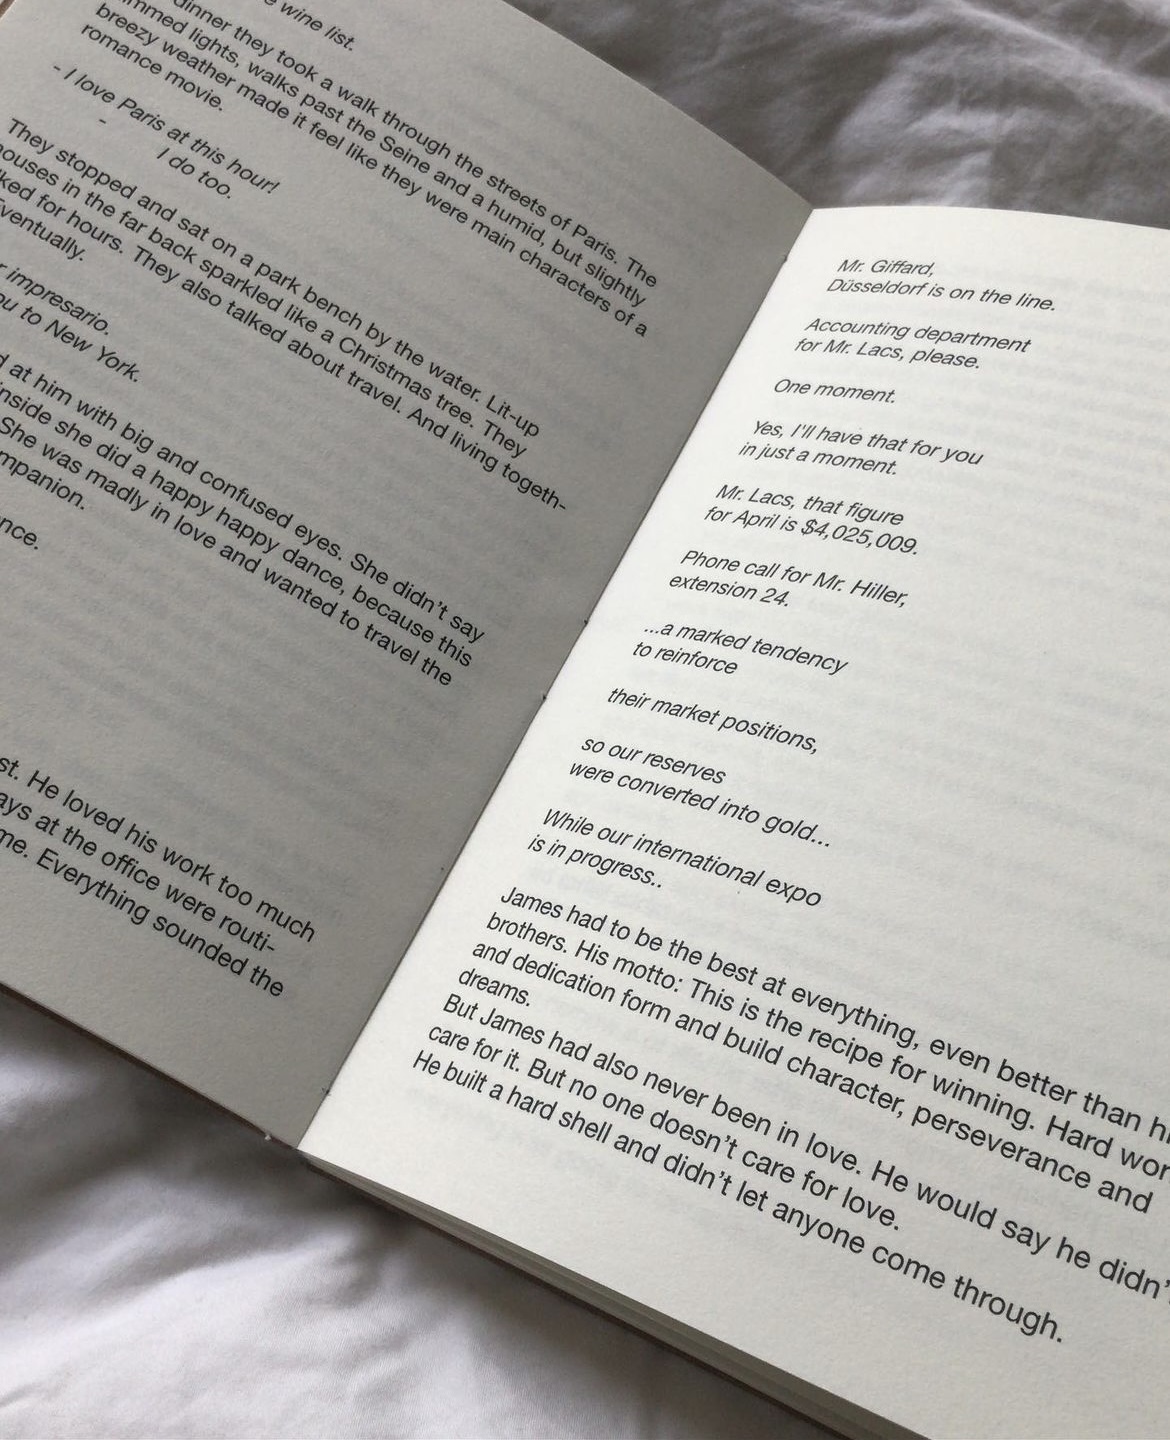 wine list.
dinner they took a walk through the streets of Paris. The
lights, walks past the Seine and a humid, but slightly
breezy weather made it feel like they were main characters of a
romance movie.
- I love Paris at this hour!
-
I do too.
They stopped and sat on a park bench by the water. Lit-up
in the far back sparkled like a Christmas tree. They
for hours. They also talked about travel. And living togeth-
impresario.
to New York.
at him with big and confused eyes. She didn't say
inside she did a happy happy dance, because this
She was madly in love and wanted to travel the
He loved his work too much
at the office were routi-
Everything sounded the
Mr. Giffard,
Düsseldorf is on the line.
Accounting department
for Mr. Lacs, please.
One moment.
Yes, I'll have that for you
in just a moment.
Mr. Lacs, that figure
for April is $4,025,009.
Phone call for Mr. Hiller,
extension 24.
...a marked tendency
to reinforce
their market positions,
so our reserves
were converted into gold...
While our international expo
is in progress..
James had to be the best at everything, even better than
brothers. His motto: This is the recipe for winning. Hard
and dedication form and build character, perseverance and
dreams.
But James had also never been in love. He would say he didn't
care for it. But no one doesn't care for love.
He built a hard shell and didn't let anyone come through.